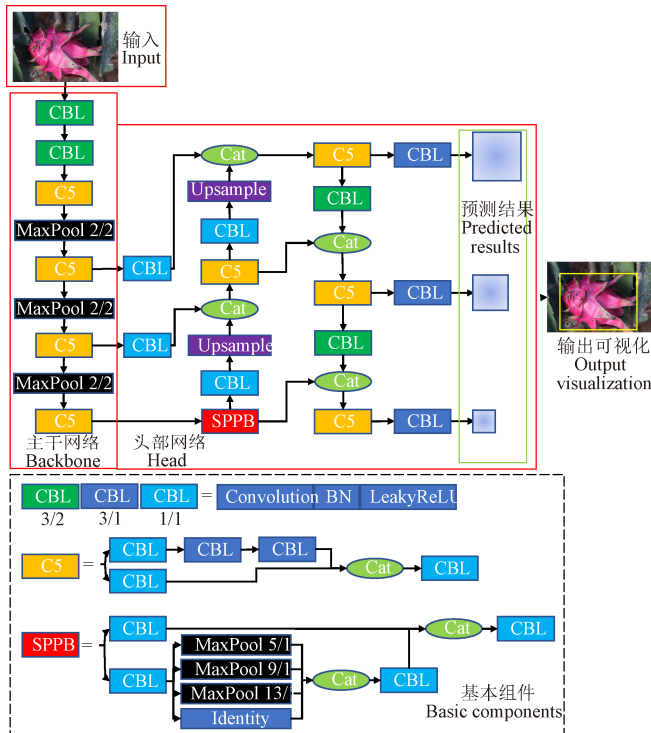 输入
Input
CBL
CBL
C5
MaxPool 2/2
C5
MaxPool 2/2
C5
MaxPool 2/2
C5
主干网络
Backbone
CBL
CBL
Cat
Upsample
CBL
C5
Cat
Upsample
CBL
SPPB
头部网络
Head
C5
CBL
Cat
C5
CBL
Cat
C5
CBL
CBL
CBL
预测结果
Predicted
results
输出可视化
Output
visualization
CBL CBL CBL = Convolution BN LeakyReLU
3/2 3/1 1/1
C5 =
CBL CBL CBL
CBL
Cat
CBL
SPPB =
CBL
Cat
CBL
CBL
MaxPool 5/1
MaxPool 9/1
MaxPool 13/
Identity
Cat
CBL
基本组件
Basic components